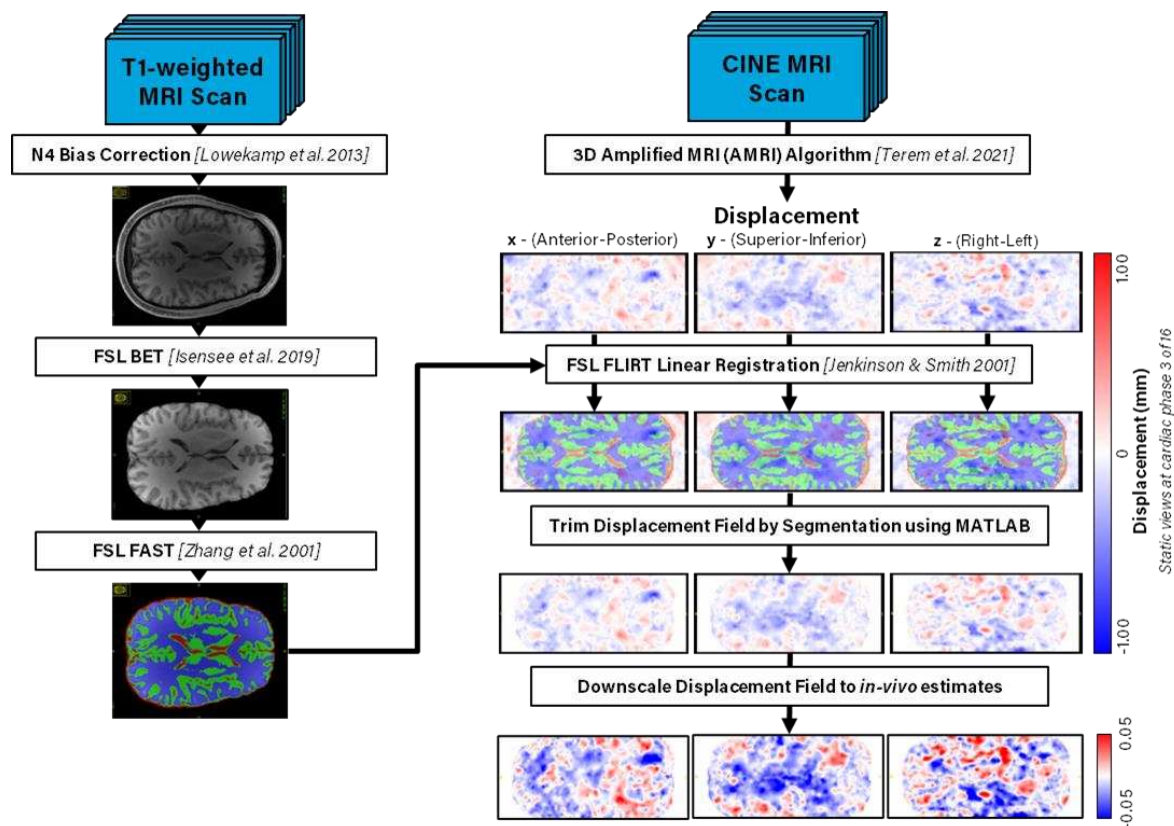 T1-weighted
MRI Scan
N4 Bias Correction [Lowekamp et al. 2013]
FSL BET [Isensee et al. 2019]
FSL FAST [Zhang et al. 2001]
CINE MRI
Scan
3D Amplified MRI (AMRI) Algorithm [Terem et al. 2021]
Displacement
x - (Anterior-Posterior)
y - (Superior-Inferior)
z - (Right-Left)
FSL FLIRT Linear Registration [Jenkinson & Smith 2001]
Trim Displacement Field by Segmentation using MATLAB
Downscale Displacement Field to in-vivo estimates
1.00
0
-1.00
Displacement (mm)
Static views at cardiac phase 3 of 16
0.05
-0.05